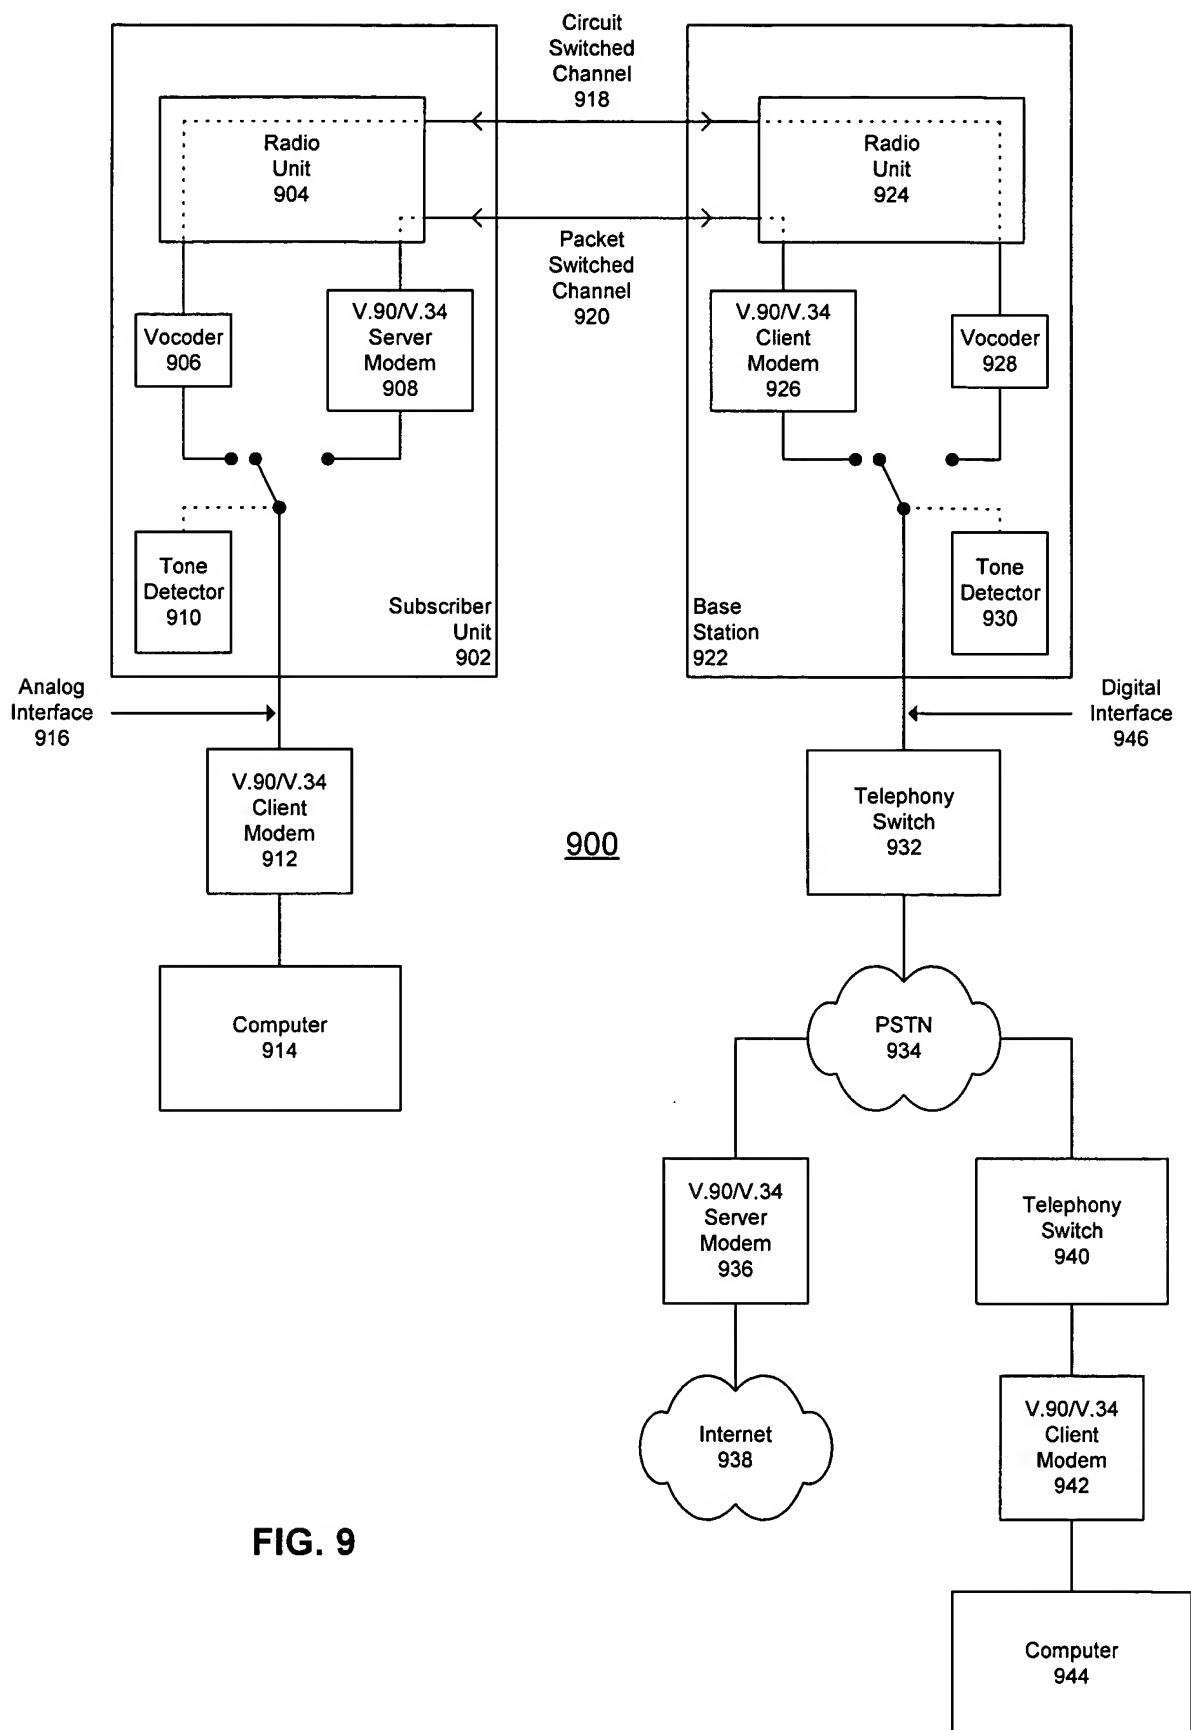 Circuit
Switched
Channel
918
Radio
Unit
904
Radio
Unit
924
Packet
Switched
Channel
920
Vocoder
906
V.90/V.34
Server
Modem
908
V.90/V.34
Client
Modem
926
Vocoder
928
Tone
Detector
910
Subscriber
Unit
902
Base
Station
922
Tone
Detector
930
Analog
Interface
916
Digital
Interface
946
V.90/V.34
Client
Modem
912
900
Telephony
Switch
932
Computer
914
PSTN
934
V.90/V.34
Server
Modem
936
Telephony
Switch
940
Internet
938
V.90/V.34
Client
Modem
942
FIG. 9
Computer
944